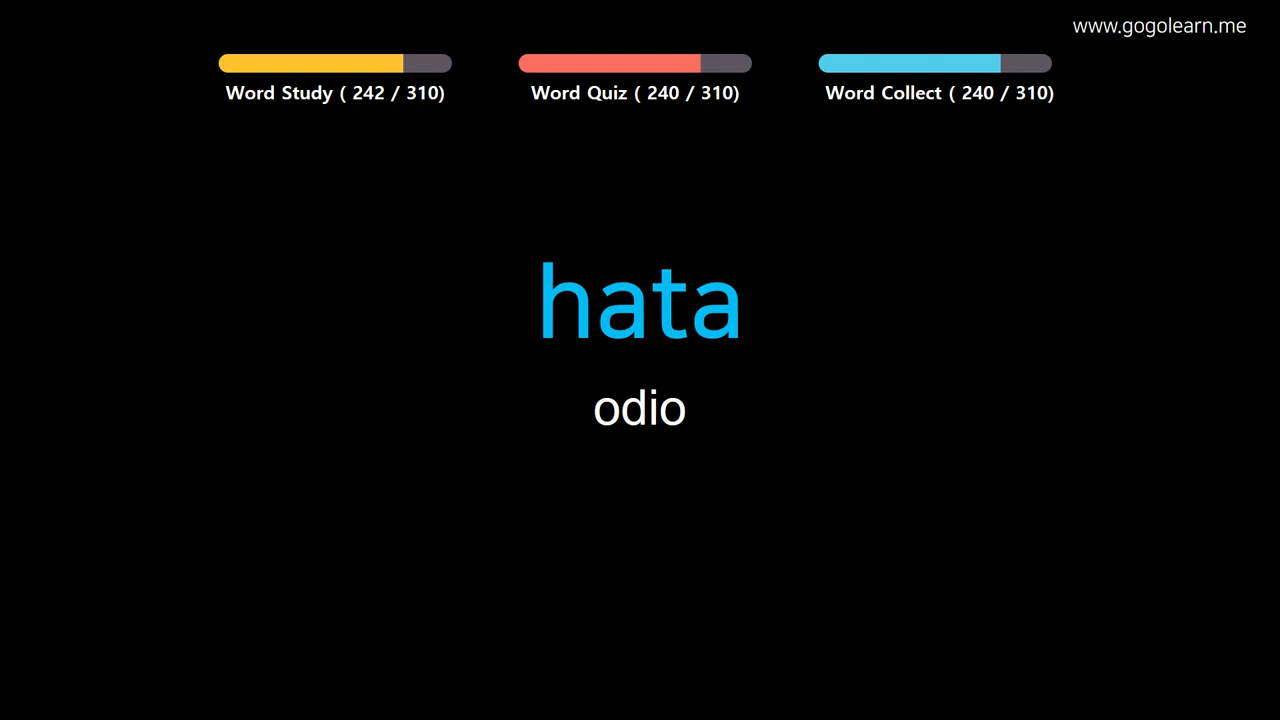 www.gogolearn.me
Word Study ( 242 / 310)
Word Quiz ( 240 / 310)
Word Collect ( 240 / 310)
hata
odio